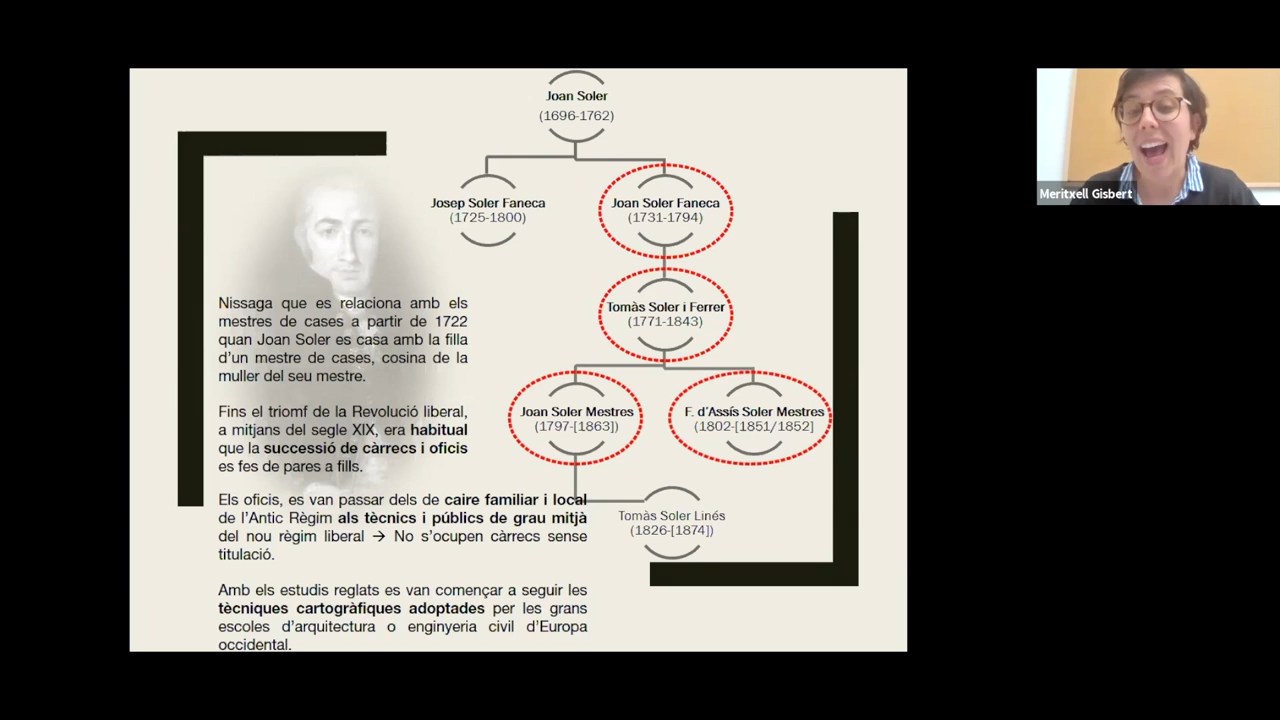 Joan Soler
(1696-1762)
Josep Soler Faneca
(1725-1800)
Joan Soler Faneca
(1731-1794)
Tomàs Soler i Ferrer
(1771-1843)
Joan Soler Mestres
(1797-[1863])
F. d'Assís Soler Mestres
(1802-[1851/1852]
Tomàs Soler Linés
(1826-[1874])
Nissaga que es relaciona amb els
mestres de cases a partir de 1722
quan Joan Soler es casa amb la filla
d'un mestre de cases, cosina de la
muller del seu mestre.
Fins el triomf de la Revolució liberal,
a mitjans del segle XIX, era habitual
que la successió de càrrecs i oficis
es fes de pares a fills.
Els oficis, es van passar dels de caire familiar i local
de l'Antic Règim als tècnics i públics de grau mitjà
del nou règim liberal → No s'ocupen càrrecs sense
titulació.
Amb els estudis reglats es van començar a seguir les
tècniques cartogràfiques adoptades per les grans
escoles d'arquitectura o enginyeria civil d'Europa
occidental.
Meritxell Gisbert